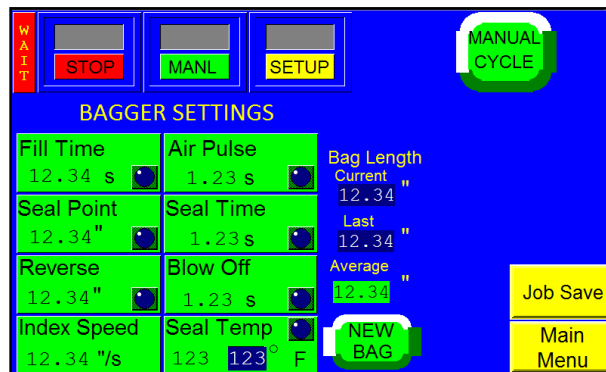 WAIT
STOP
MANL
SETUP
MANUAL
CYCLE
BAGGER SETTINGS
Fill Time
12.34 s
Air Pulse
1.23 s
Bag Length
Current
12.34 "
Seal Point
12.34"
Seal Time
1.23 s
Last
12.34 "
Reverse
12.34"
Blow Off
1.23 s
Average
12.34 "
Job Save
Index Speed
12.34 "/s
Seal Temp
123 123° F
NEW
BAG
Main
Menu